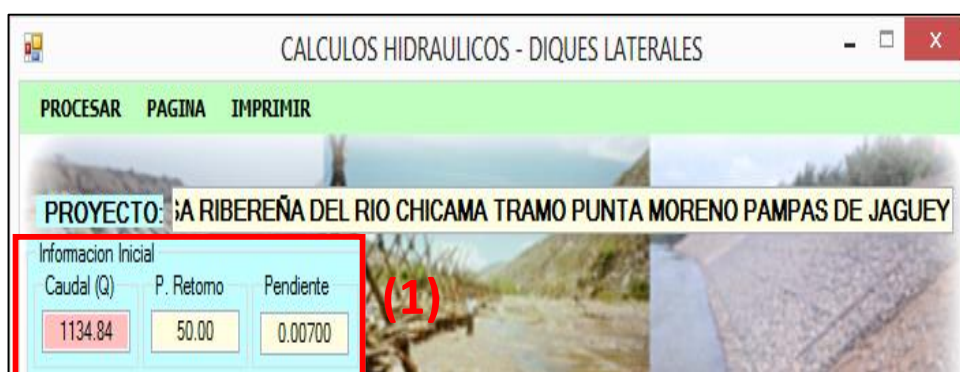 CALCULOS HIDRAULICOS - DIQUES LATERALES
X
PROCESAR PAGINA IMPRIMIR
PROYECTO: SA RIBEREÑA DEL RIO CHICAMA TRAMO PUNTA MORENO PAMPAS DE JAGUEY
Informacion Inicial
Caudal (Q) P. Retorno Pendiente
1134.84 50.00 0.00700
(1)